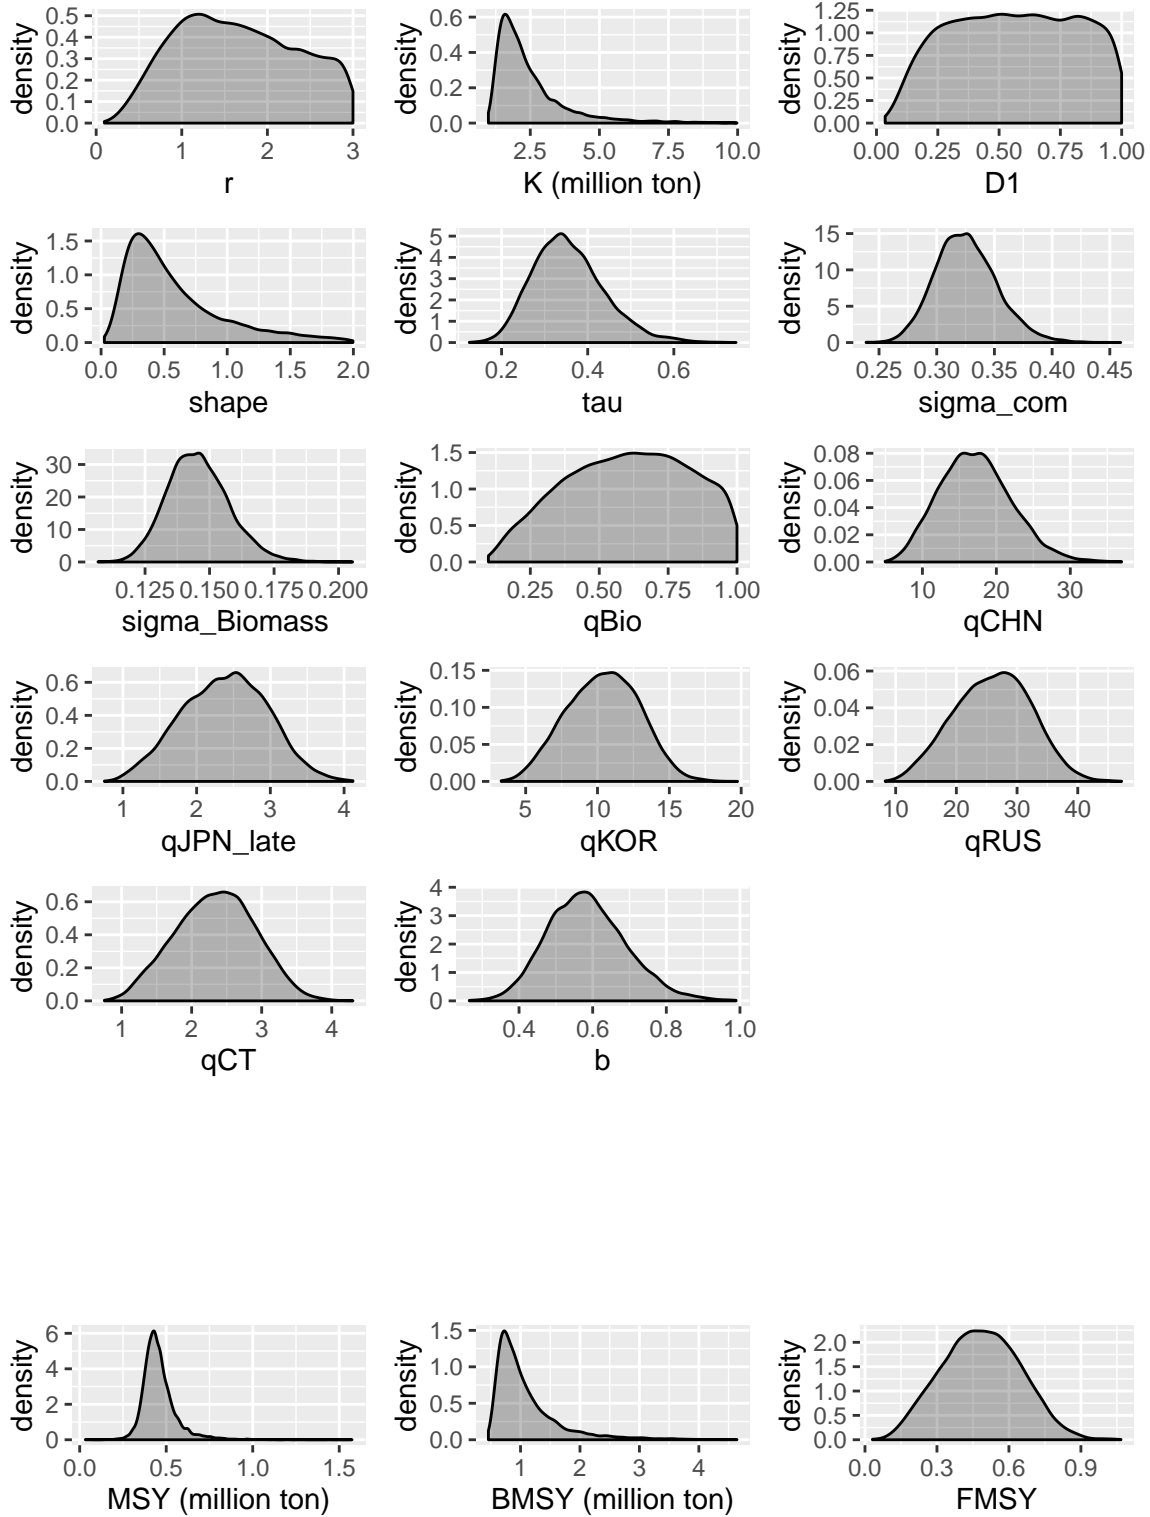 density
0.0
0.1
0.2
0.3
0.4
0.5
0 1 2 3
r
density
0.0
0.2
0.4
0.6
2.5 5.0 7.5 10.0
K (million ton)
density
0.00
0.25
0.50
0.75
1.00
1.25
0.00 0.25 0.50 0.75 1.00
D1
density
0.0
0.5
1.0
1.5
0.0 0.5 1.0 1.5 2.0
shape
density
0
1
2
3
4
5
0.2 0.4 0.6
tau
density
0
5
10
15
0.25 0.30 0.35 0.40 0.45
sigma_com
density
0
10
20
30
0.125 0.150 0.175 0.200
sigma_Biomass
density
0.0
0.5
1.0
1.5
0.25 0.50 0.75 1.00
qBio
density
0.00
0.02
0.04
0.06
0.08
10 20 30
qCHN
density
0.0
0.2
0.4
0.6
1 2 3 4
qJPN_late
density
0.00
0.05
0.10
0.15
5 10 15 20
qKOR
density
0.00
0.02
0.04
0.06
10 20 30 40
qRUS
density
0.0
0.2
0.4
0.6
1 2 3 4
qCT
density
0
1
2
3
4
0.4 0.6 0.8 1.0
b
density
0
2
4
6
0.0 0.5 1.0 1.5
MSY (million ton)
density
0.0
0.5
1.0
1.5
1 2 3 4
BMSY (million ton)
density
0.0
0.5
1.0
1.5
2.0
0.0 0.3 0.6 0.9
FMSY